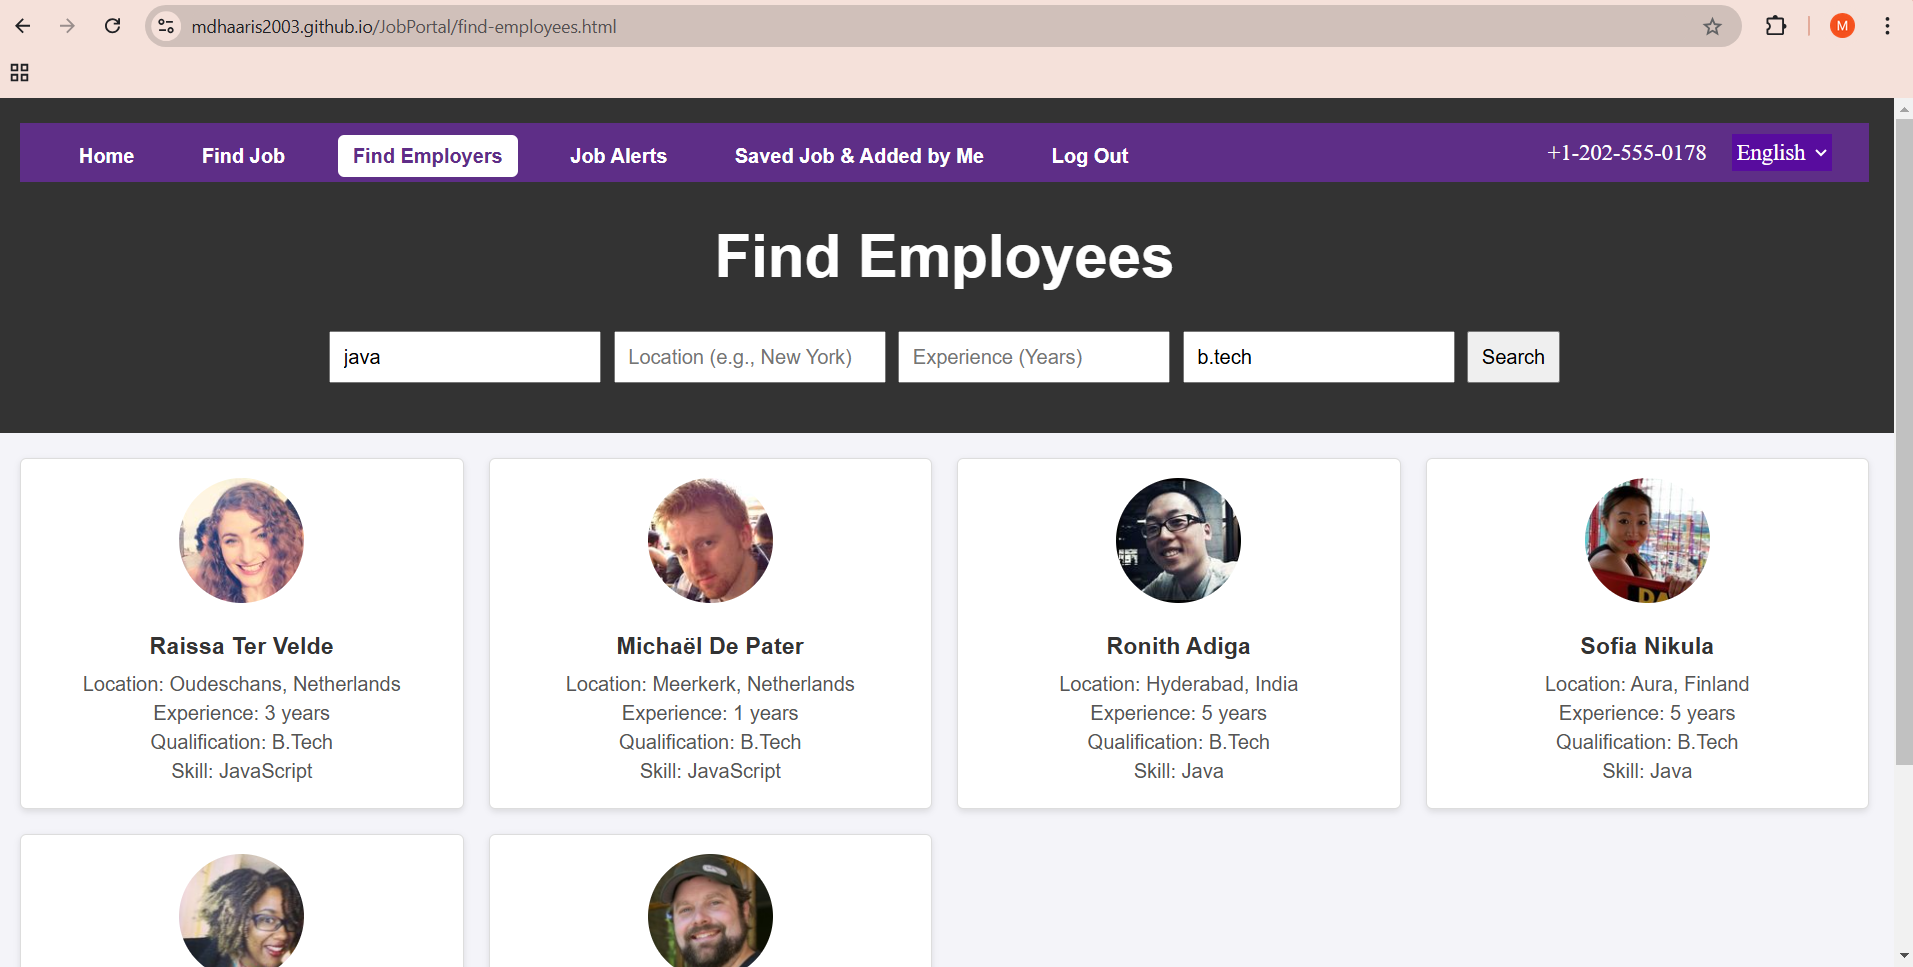 mdhaaris2003.github.io/JobPortal/find-employees.html
M
Home Find Job Find Employers Job Alerts Saved Job & Added by Me Log Out +1-202-555-0178 English
Find Employees
java Location (e.g., New York) Experience (Years) b.tech Search
Raissa Ter Velde
Location: Oudeschans, Netherlands
Experience: 3 years
Qualification: B.Tech
Skill: JavaScript
Michaël De Pater
Location: Meerkerk, Netherlands
Experience: 1 years
Qualification: B.Tech
Skill: JavaScript
Ronith Adiga
Location: Hyderabad, India
Experience: 5 years
Qualification: B.Tech
Skill: Java
Sofia Nikula
Location: Aura, Finland
Experience: 5 years
Qualification: B.Tech
Skill: Java